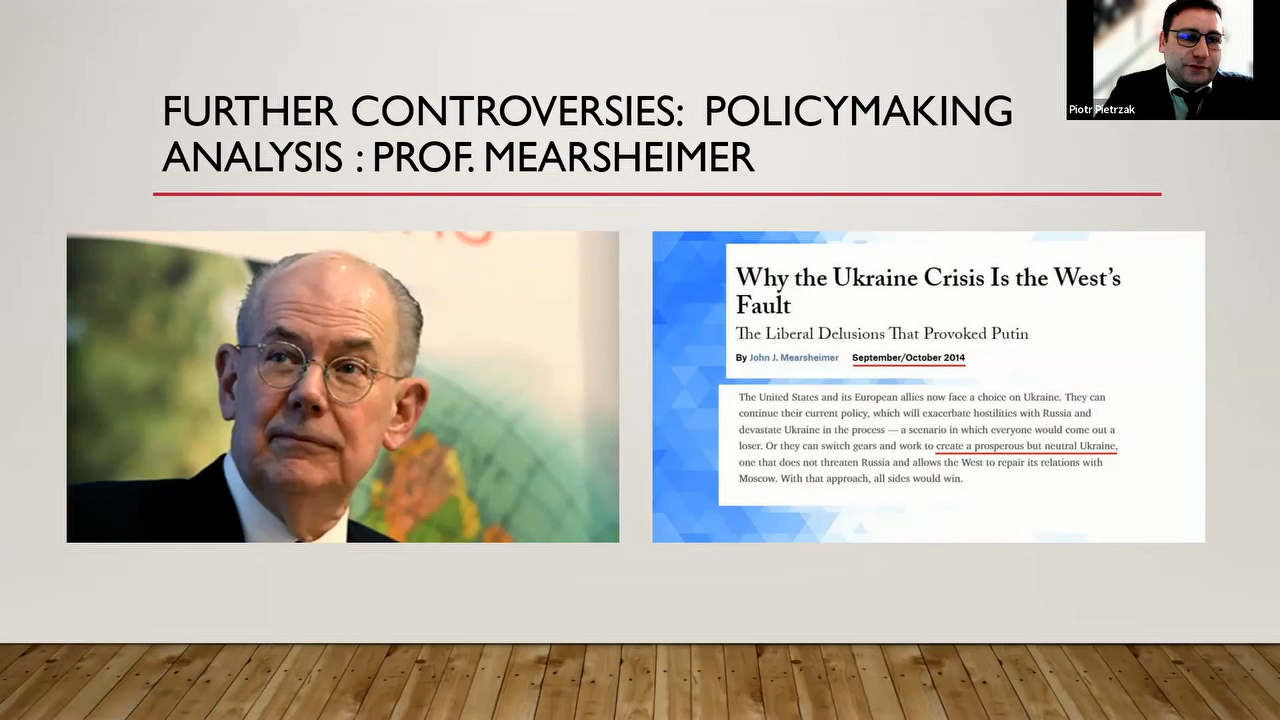 FURTHER CONTROVERSIES: POLICYMAKING
ANALYSIS : PROF. MEARSHEIMER
Piotr Pietrzak
Why the Ukraine Crisis Is the West's
Fault
The Liberal Delusions That Provoked Putin
By John J. Mearsheimer September/October 2014
The United States and its European allies now face a choice on Ukraine. They can
continue their current policy, which will exacerbate hostilities with Russia and
devastate Ukraine in the process — a scenario in which everyone would come out a
loser. Or they can switch gears and work to create a prosperous but neutral Ukraine,
one that does not threaten Russia and allows the West to repair its relations with
Moscow. With that approach, all sides would win.